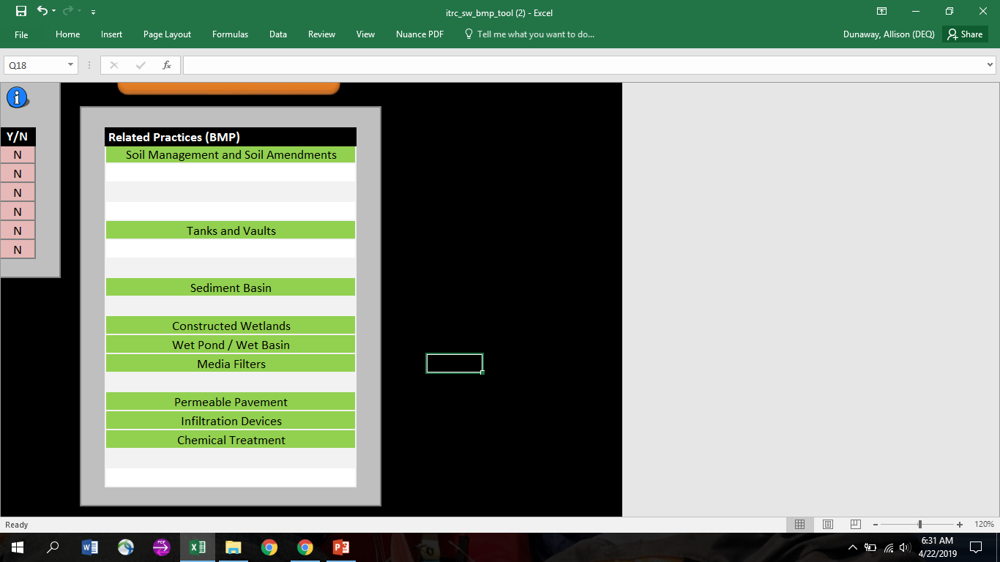 itrc_sw_bmp_tool (2) - Excel
File
Home
Insert
Page Layout
Formulas
Data
Review
View
Nuance PDF
Tell me what you want to do...
Dunaway, Allison (DEQ)
Share
Q18
fx
Y/N
N
N
N
N
N
N
Related Practices (BMP)
Soil Management and Soil Amendments
Tanks and Vaults
Sediment Basin
Constructed Wetlands
Wet Pond / Wet Basin
Media Filters
Permeable Pavement
Infiltration Devices
Chemical Treatment
Ready
120%
6:31 AM
4/22/2019